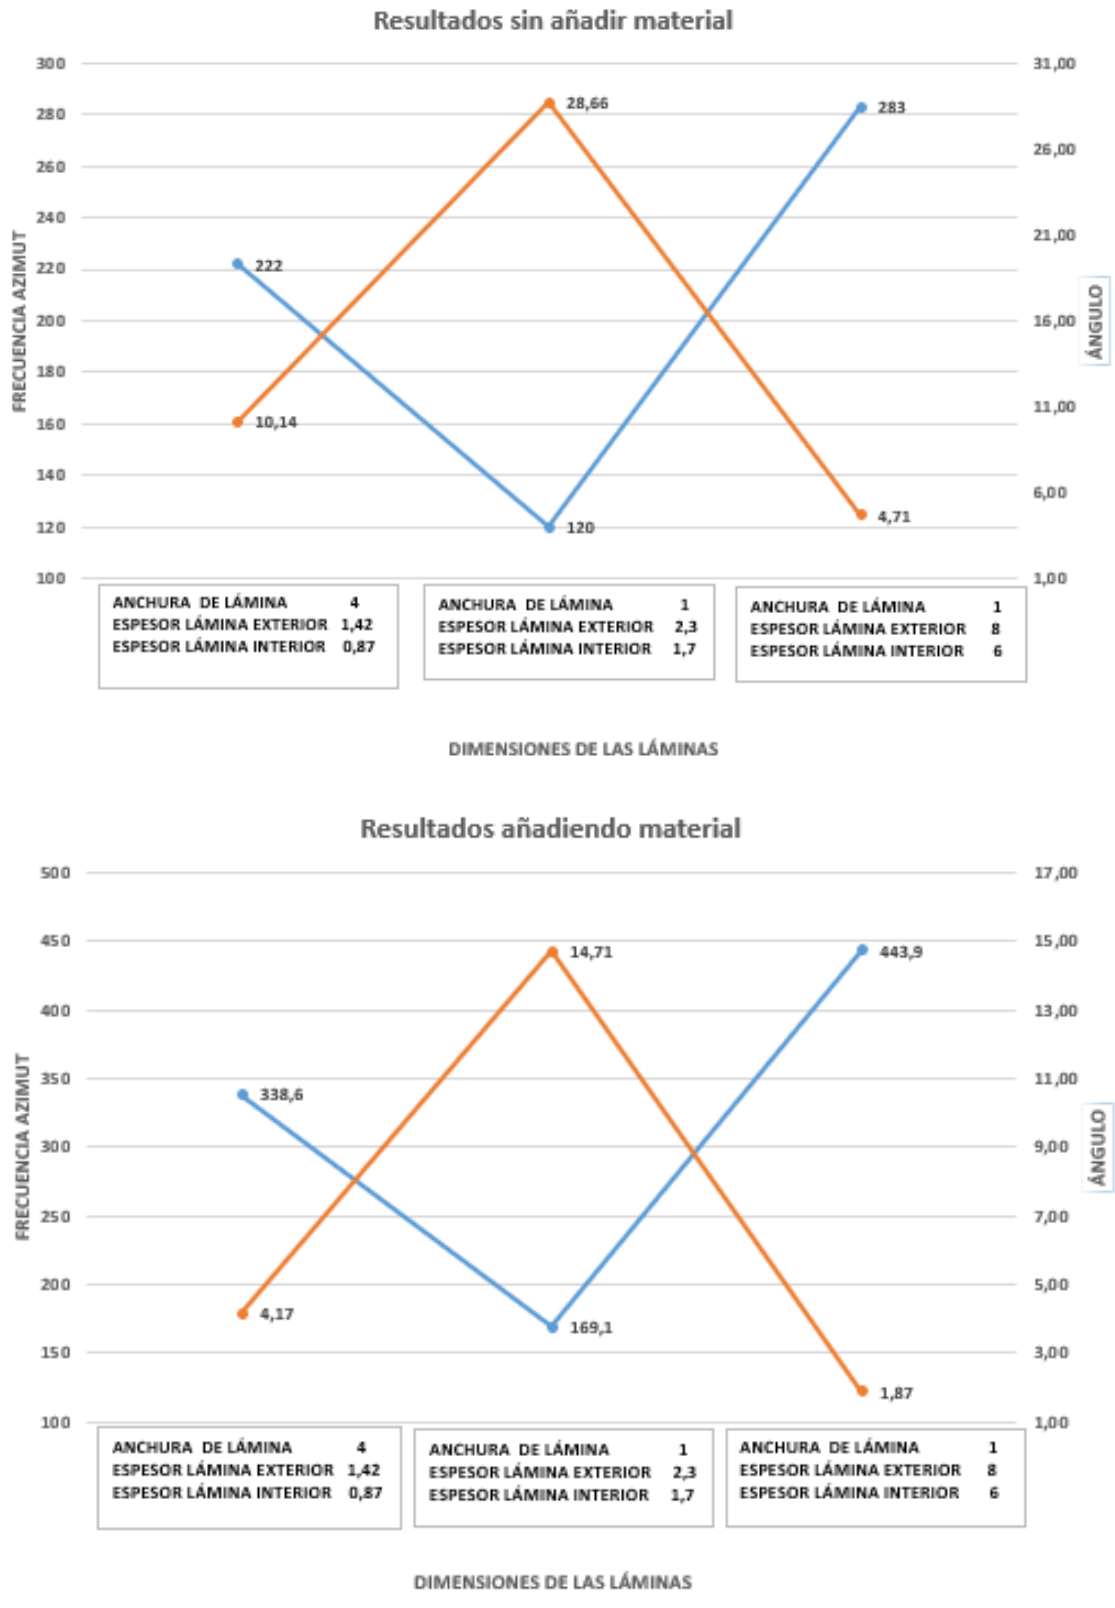 Resultados sin añadir material
300
280
260
240
220
200
180
160
140
120
100
FRECUENCIA AZIMUT
31,00
26,00
21,00
16,00
11,00
6,00
1,00
ÁNGULO
28,66
283
222
10,14
120
4,71
ANCHURA DE LÁMINA 4
ESPESOR LÁMINA EXTERIOR 1,42
ESPESOR LÁMINA INTERIOR 0,87
ANCHURA DE LÁMINA 1
ESPESOR LÁMINA EXTERIOR 2,3
ESPESOR LÁMINA INTERIOR 1,7
ANCHURA DE LÁMINA 1
ESPESOR LÁMINA EXTERIOR 8
ESPESOR LÁMINA INTERIOR 6
DIMENSIONES DE LAS LÁMINAS
Resultados añadiendo material
500
450
400
350
300
250
200
150
100
FRECUENCIA AZIMUT
17,00
15,00
13,00
11,00
9,00
7,00
5,00
3,00
1,00
ÁNGULO
14,71
443,9
338,6
4,17
169,1
1,87
ANCHURA DE LÁMINA 4
ESPESOR LÁMINA EXTERIOR 1,42
ESPESOR LÁMINA INTERIOR 0,87
ANCHURA DE LÁMINA 1
ESPESOR LÁMINA EXTERIOR 2,3
ESPESOR LÁMINA INTERIOR 1,7
ANCHURA DE LÁMINA 1
ESPESOR LÁMINA EXTERIOR 8
ESPESOR LÁMINA INTERIOR 6
DIMENSIONES DE LAS LÁMINAS